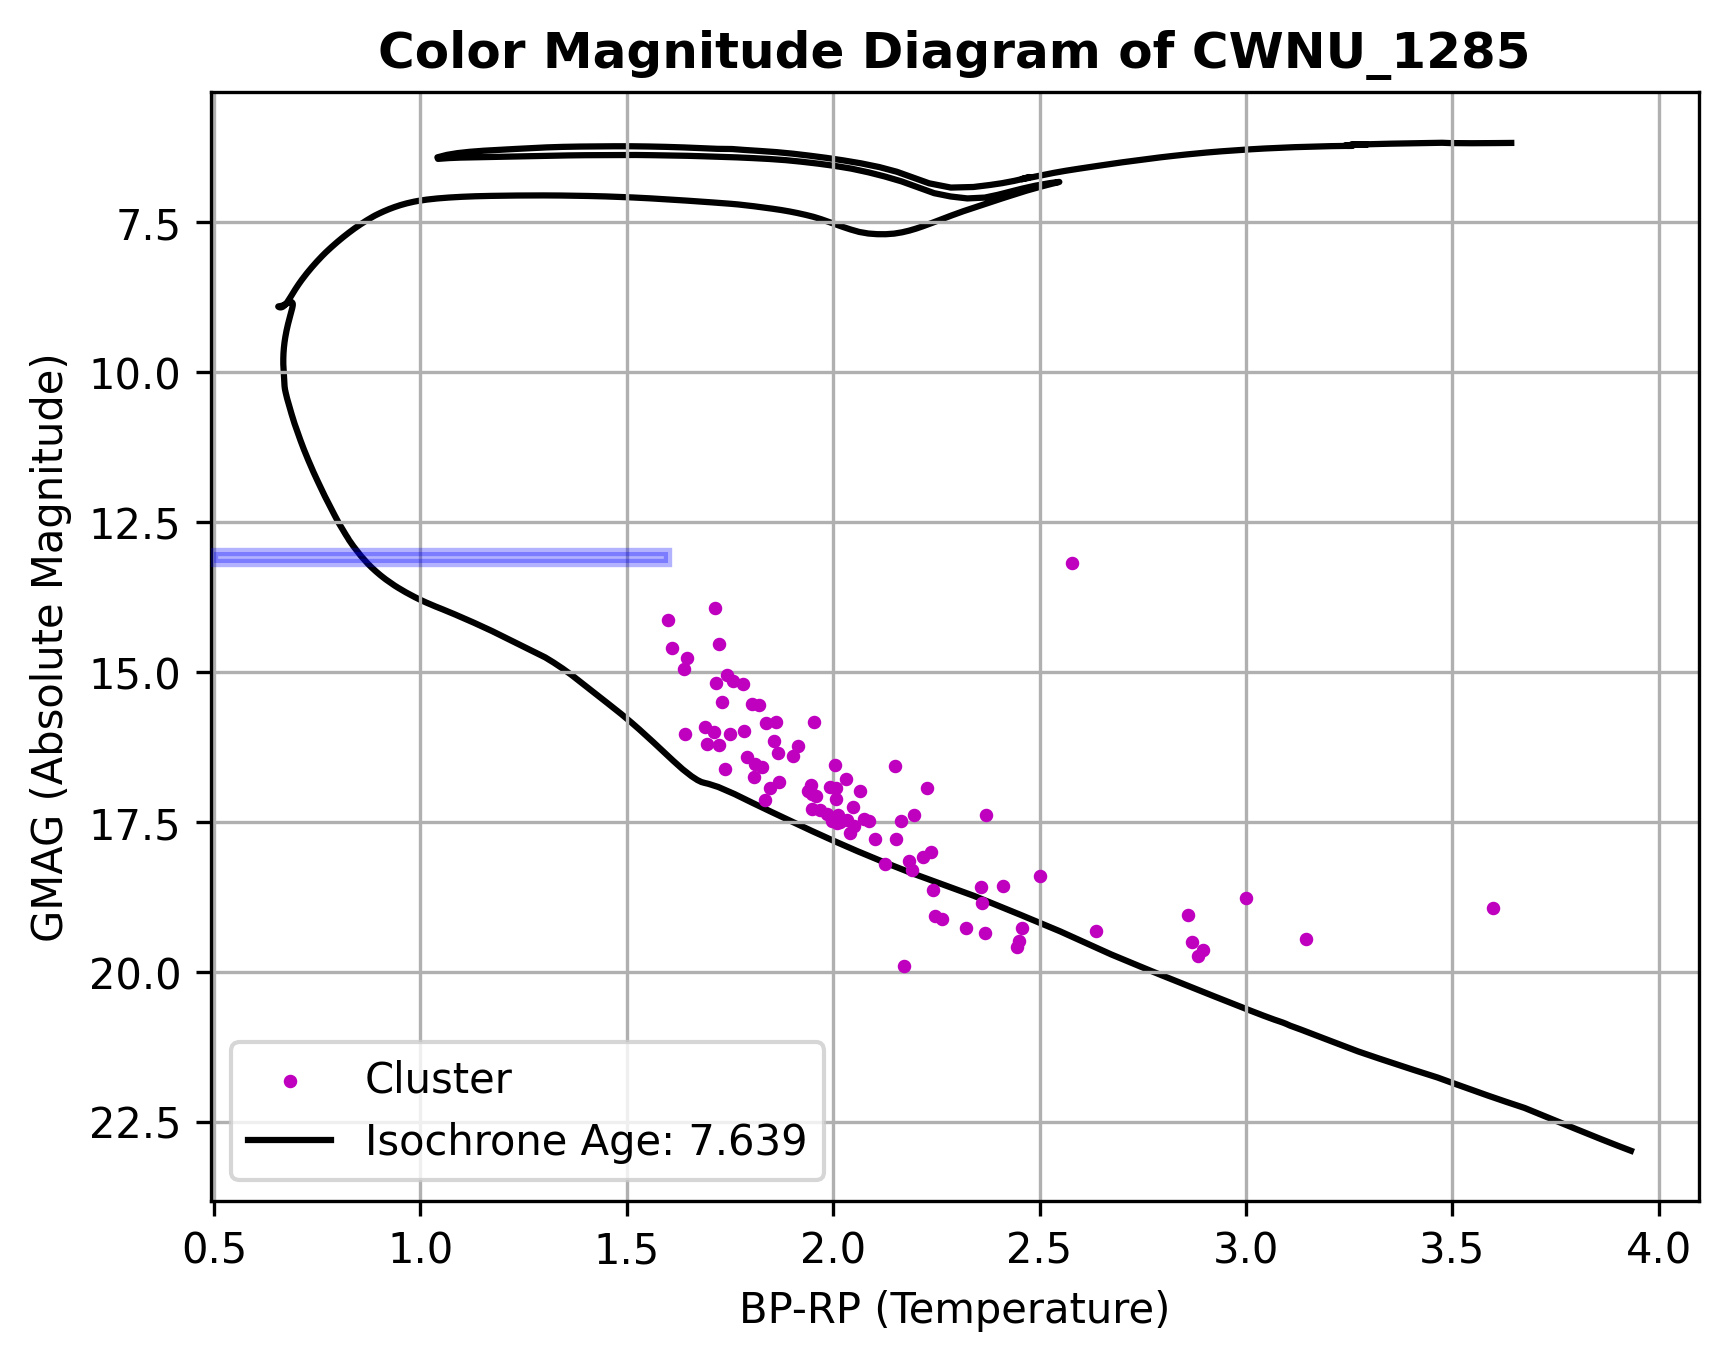 Color Magnitude Diagram of CWNU_1285
GMAG (Absolute Magnitude)
7.5
10.0
12.5
15.0
17.5
20.0
22.5
Cluster
Isochrone Age: 7.639
0.5 1.0 1.5 2.0 2.5 3.0 3.5 4.0
BP-RP (Temperature)